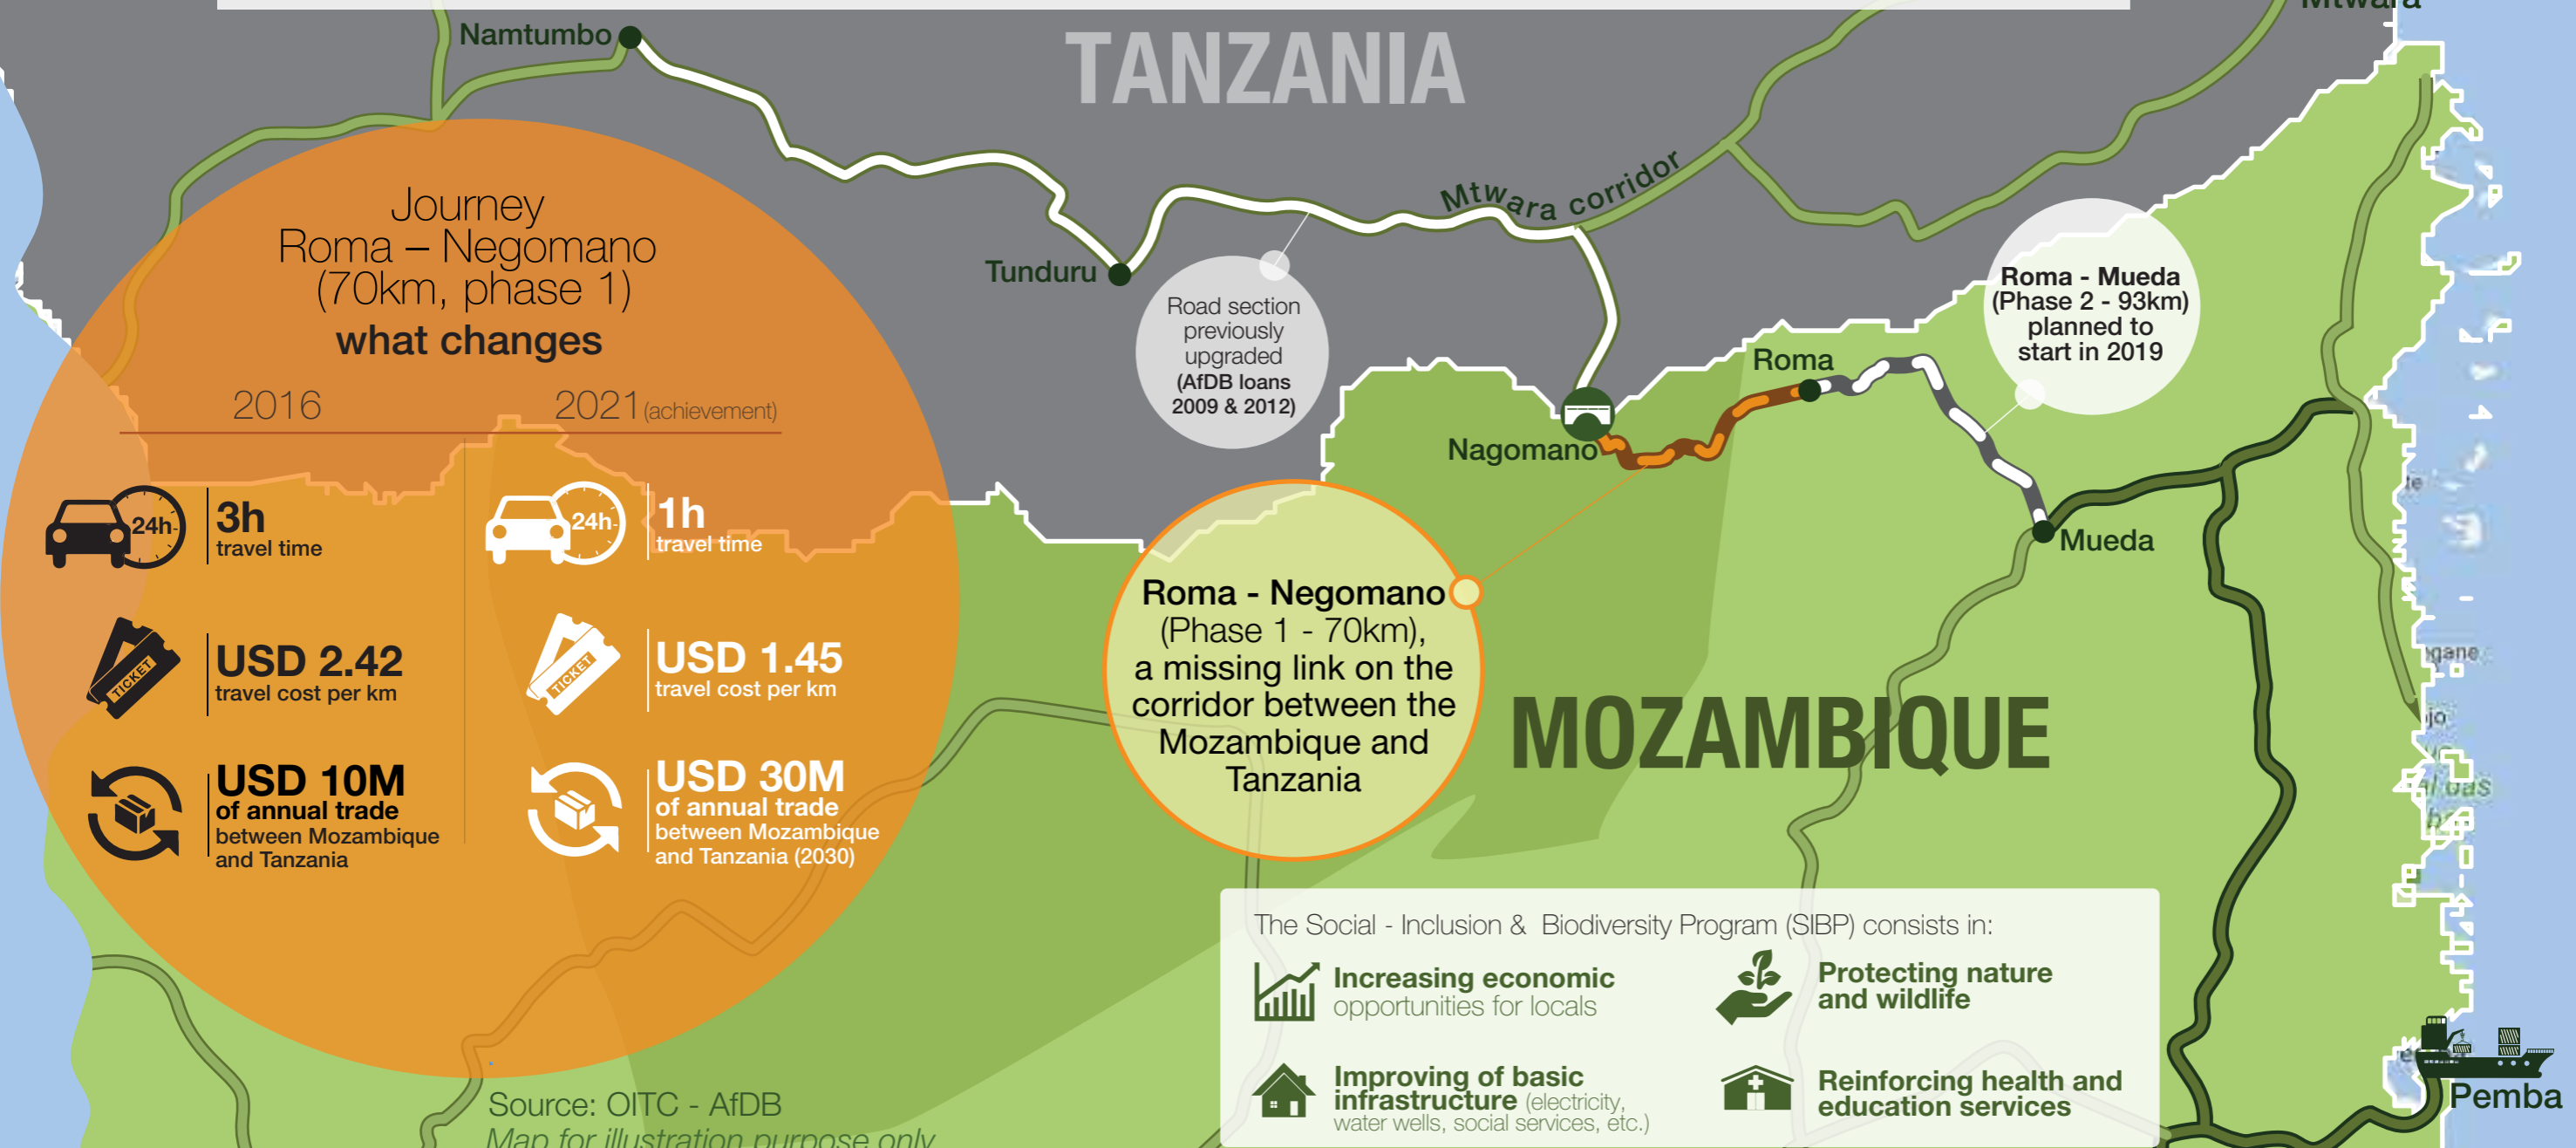 Mtwara
Namtumbo
TANZANIA
Mtwara corridor
Tunduru
Journey
Roma – Negomano
(70km, phase 1)
what changes
2016
2021 (achievement)
24h
3h
travel time
24h
1h
travel time
TICKET
USD 2.42
travel cost per km
TICKET
USD 1.45
travel cost per km
USD 10M
of annual trade
between Mozambique
and Tanzania
USD 30M
of annual trade
between Mozambique
and Tanzania (2030)
Road section
previously
upgraded
(AfDB loans
2009 & 2012)
Roma - Mueda
(Phase 2 - 93km)
planned to
start in 2019
Roma
Nagomano
Mueda
Roma - Negomano
(Phase 1 - 70km),
a missing link on the
corridor between the
Mozambique and
Tanzania
MOZAMBIQUE
The Social - Inclusion &  Biodiversity Program (SIBP) consists in:
Increasing economic
opportunities for locals
Protecting nature
and wildlife
Improving of basic
infrastructure (electricity,
water wells, social services, etc.)
Reinforcing health and
education services
Pemba
Source: OITC - AfDB
Map for illustration purpose only